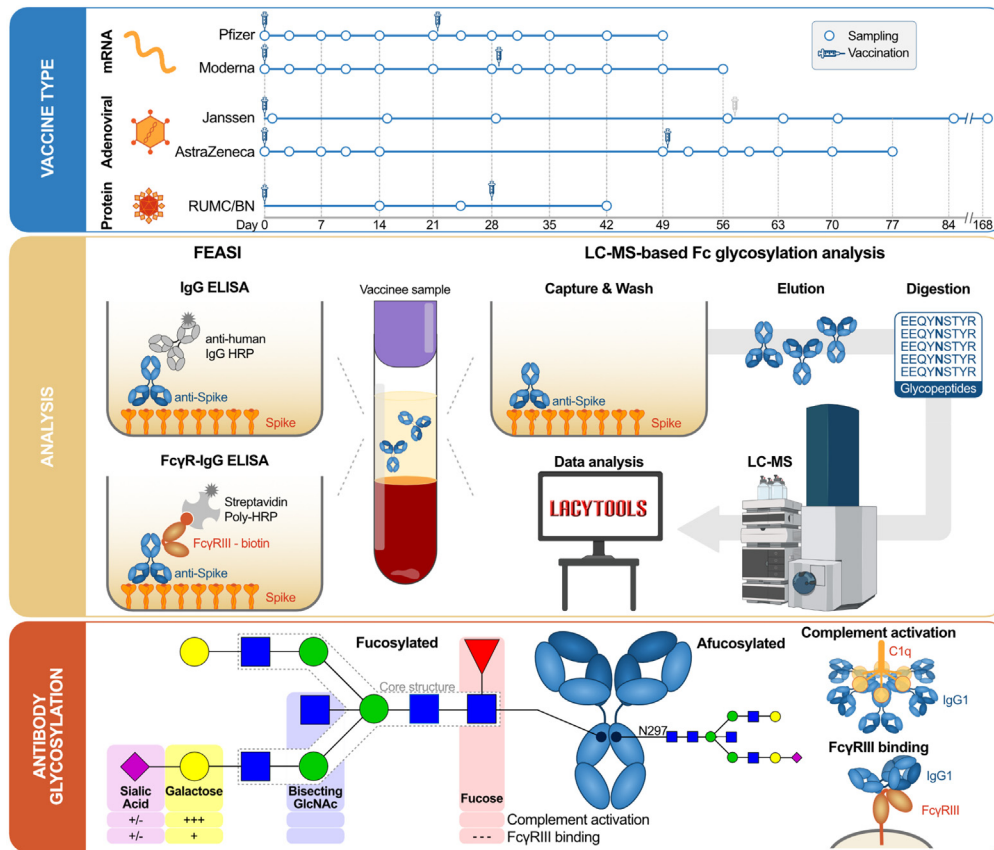 VACCINE TYPE
mRNA
Pfizer
Moderna
Sampling
Vaccination
Adenoviral
Janssen
AstraZeneca
Protein
RUMC/BN
Day 0 7 14 21 28 35 42 49 56 63 70 77 84 // 168
ANALYSIS
FEASI
IgG ELISA
anti-human
IgG HRP
anti-Spike
Spike
FcγR-IgG ELISA
Streptavidin
Poly-HRP
FcγRIII - biotin
anti-Spike
Spike
Vaccinee sample
LC-MS-based Fc glycosylation analysis
Capture & Wash
anti-Spike
Spike
Elution
Digestion
EEQYNSTYR
EEQYNSTYR
EEQYNSTYR
EEQYNSTYR
EEQYNSTYR
Glycopeptides
Data analysis
LACYTOOLS
LC-MS
ANTIBODY
GLYCOSYLATION
Fucosylated
Core structure
Sialic
Acid
Galactose
Bisecting
GlcNAc
Fucose
+/- +++ Complement activation
+/- + --- FcγRIII binding
Afucosylated
N297
Complement activation
C1q
IgG1
FcγRIII binding
IgG1
FcγRIII